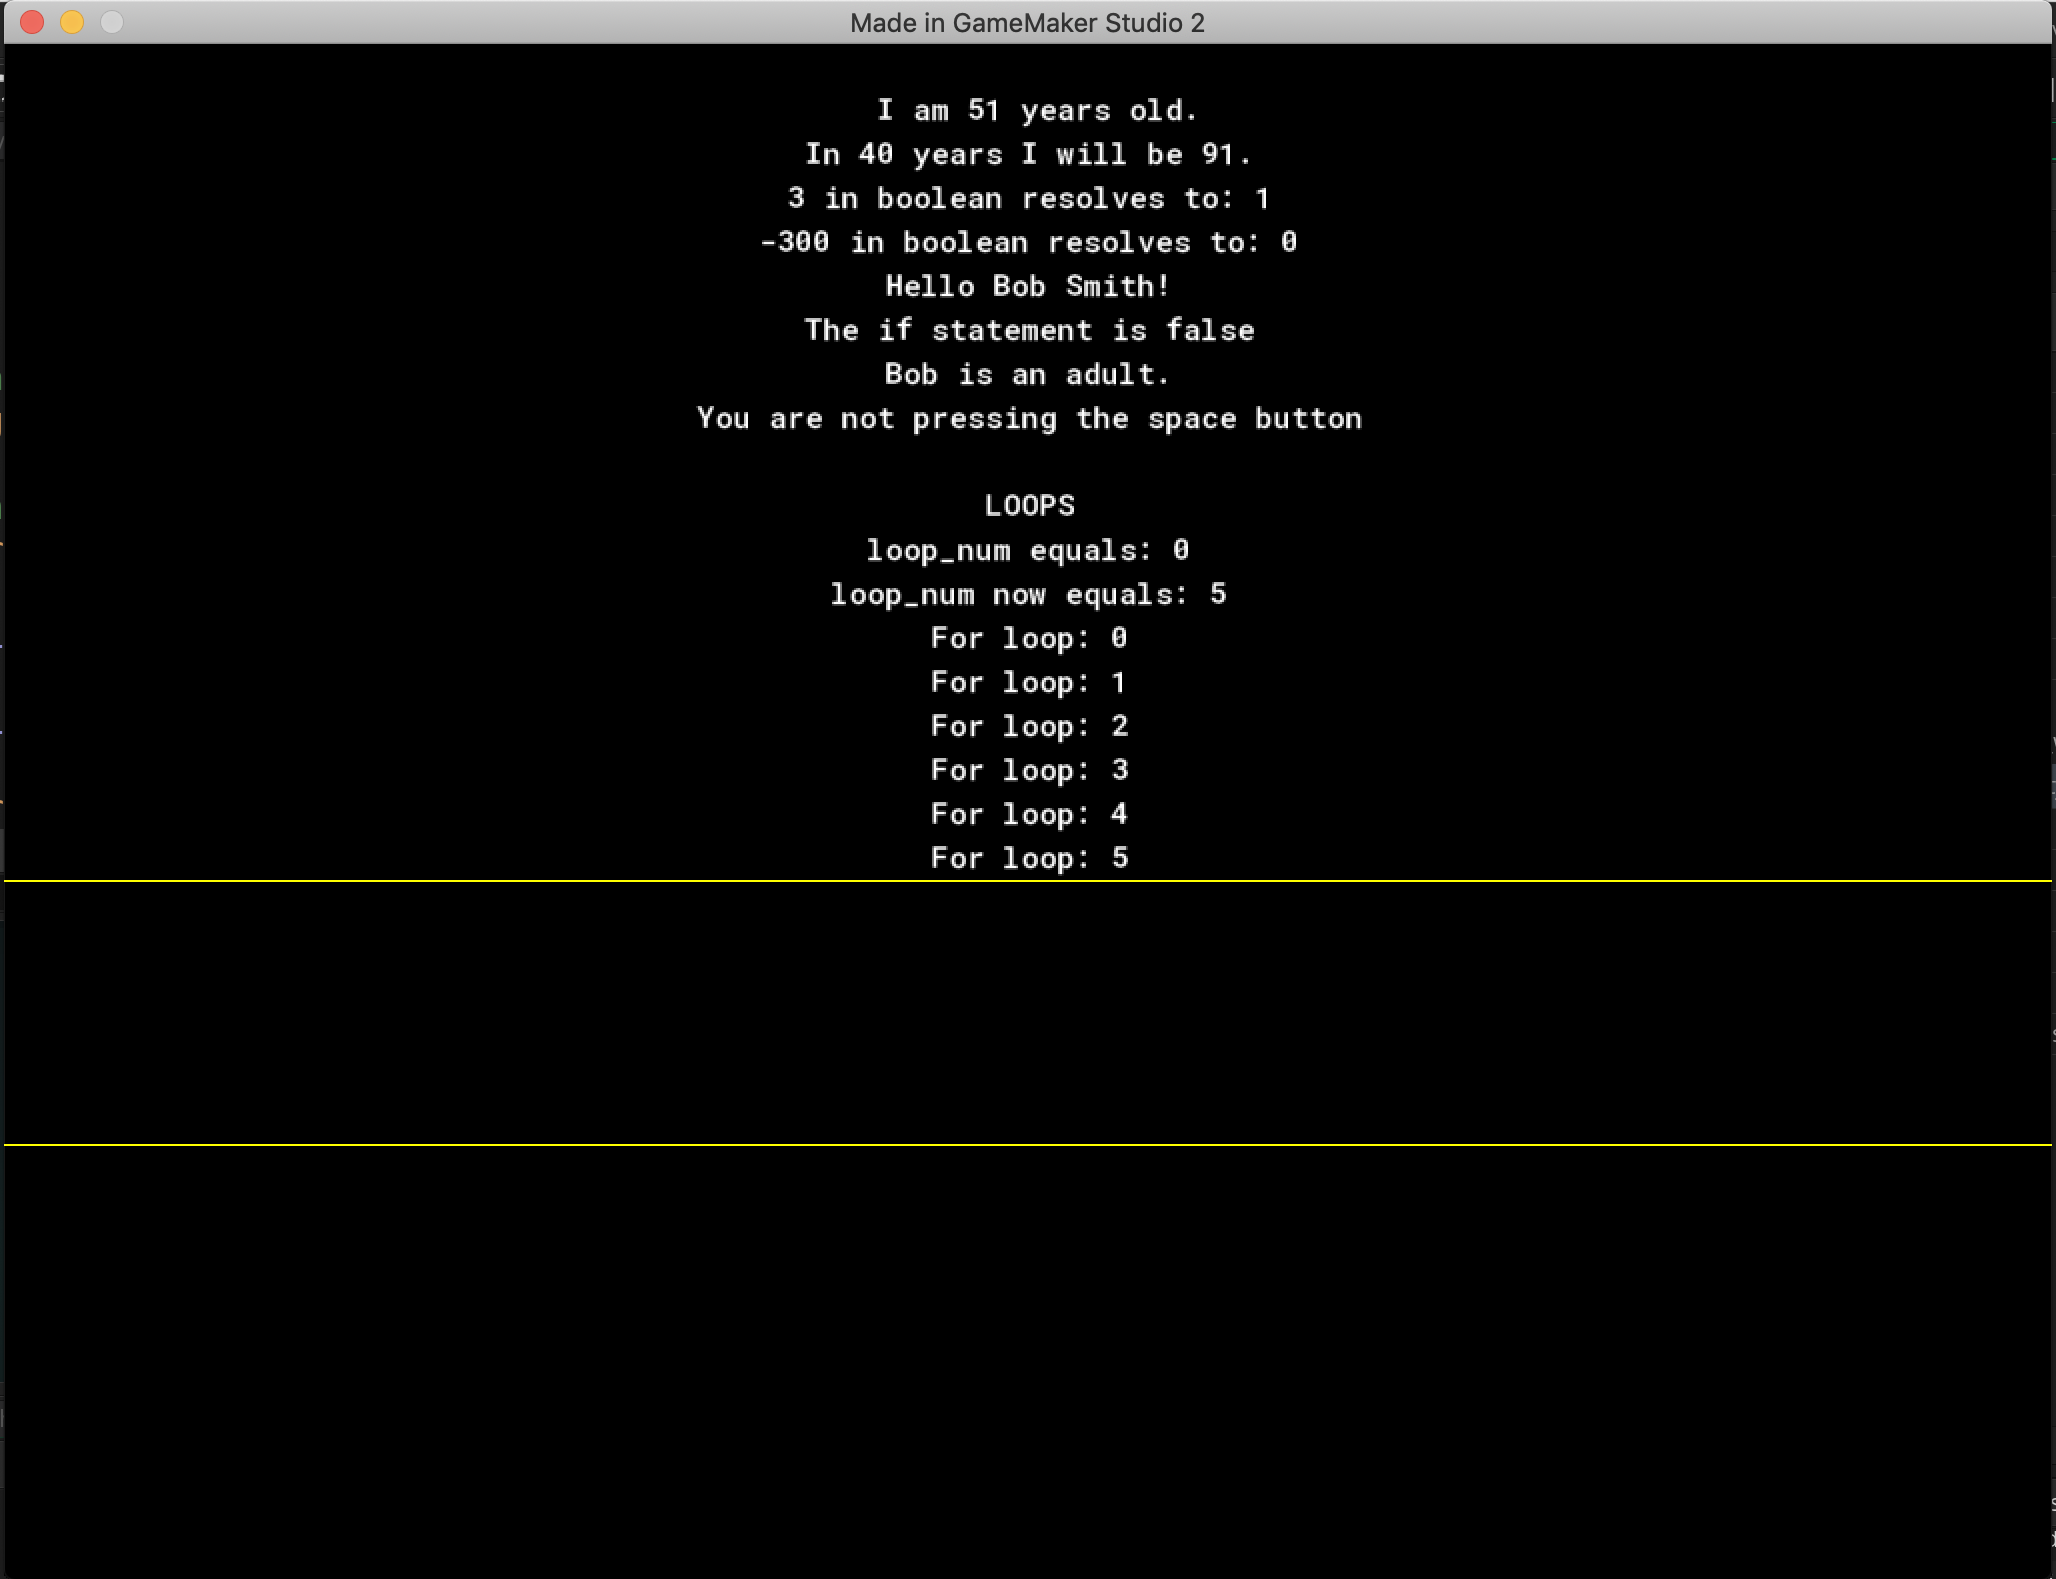 Made in GameMaker Studio 2
I am 51 years old.
In 40 years I will be 91.
3 in boolean resolves to: 1
-300 in boolean resolves to: 0
Hello Bob Smith!
The if statement is false
Bob is an adult.
You are not pressing the space button
LOOPS
loop_num equals: 0
loop_num now equals: 5
For loop: 0
For loop: 1
For loop: 2
For loop: 3
For loop: 4
For loop: 5